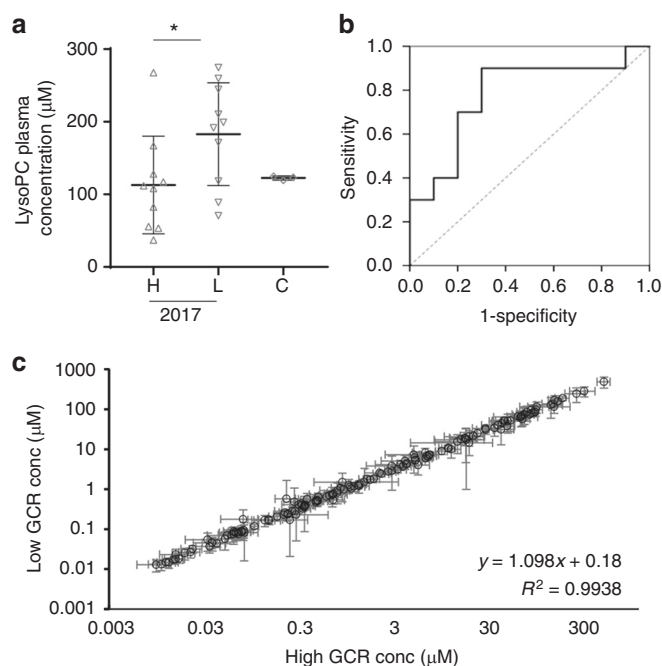 a
*
300
200
100
0
LysoPC plasma
concentration (μM)
H L C
2017
b
1.0
0.8
0.6
0.4
0.2
0.0
Sensitivity
0.0 0.2 0.4 0.6 0.8 1.0
1-specificity
c
1000
100
10
1
0.1
0.01
0.001
Low GCR conc (μM)
y = 1.098x + 0.18
R² = 0.9938
0.003 0.03 0.3 3 30 300
High GCR conc (μM)